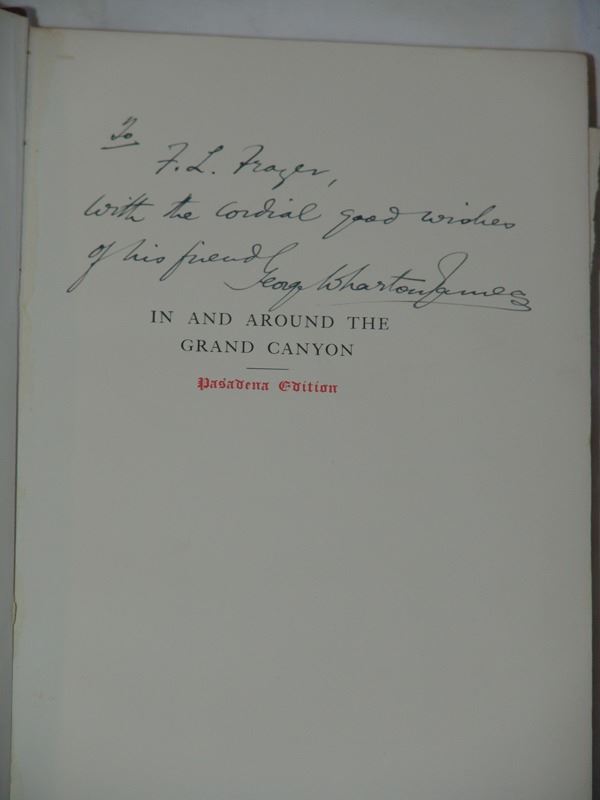 To
F. L. Frazer,
with the cordial good wishes
of his friend
George Wharton James
IN AND AROUND THE
GRAND CANYON
Pasadena Edition